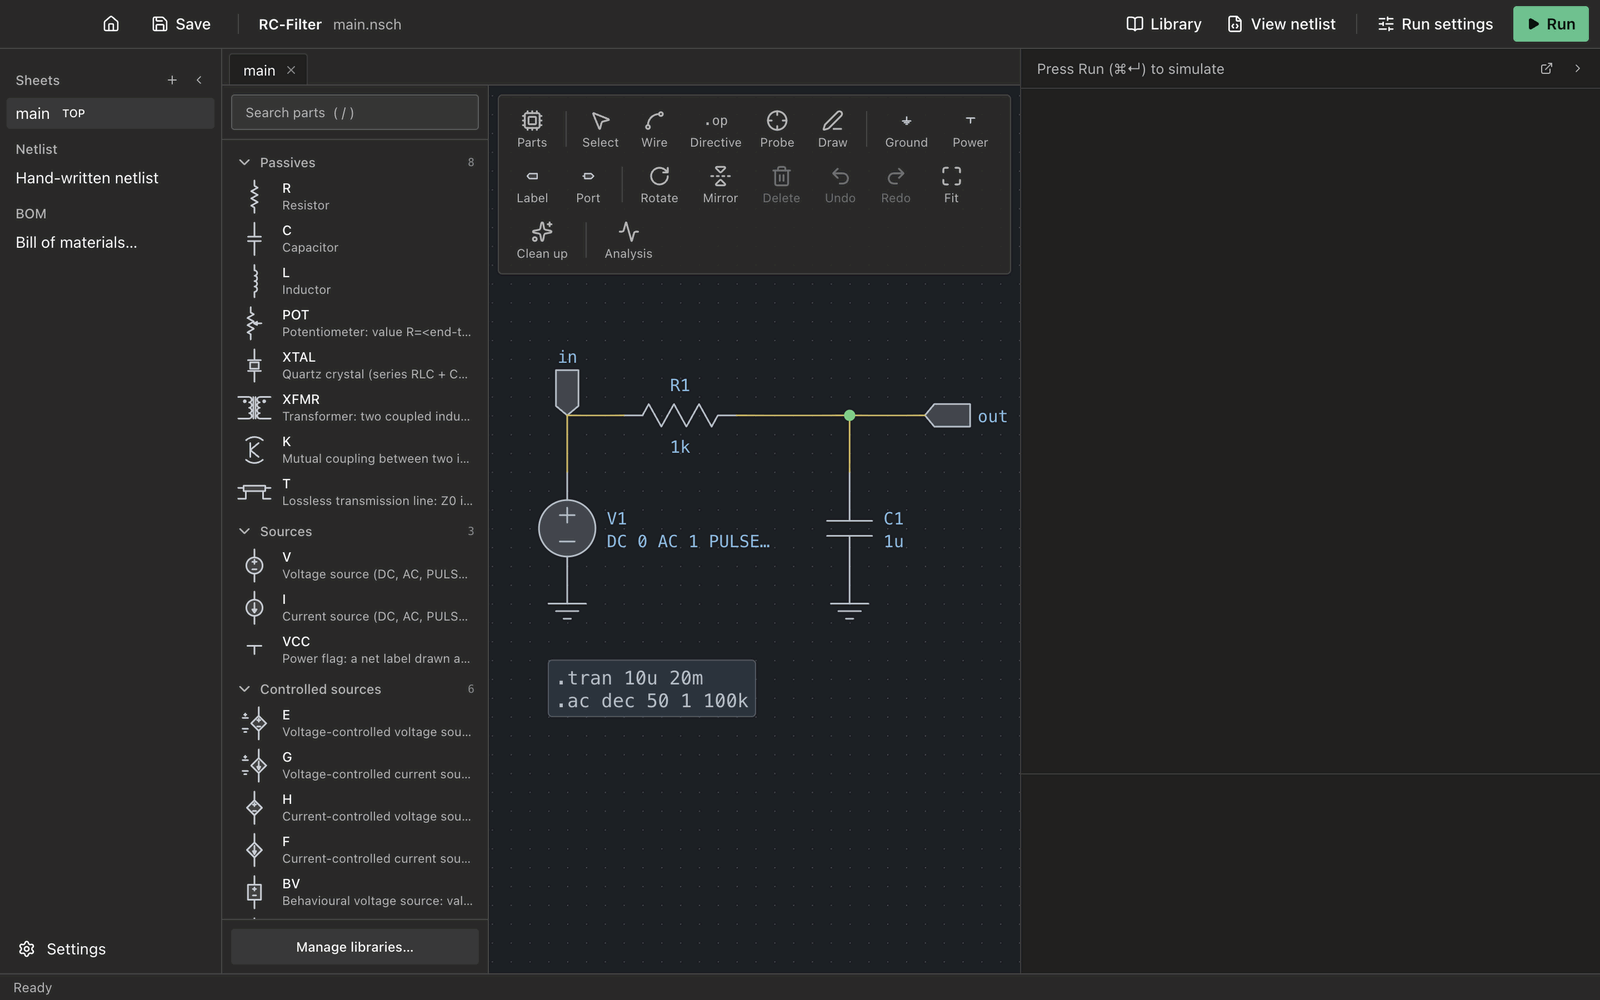 Save
RC-Filter main.nsch
Library
View netlist
Run settings
Run
Sheets
main TOP
Netlist
Hand-written netlist
BOM
Bill of materials...
Settings
Ready
main
Search parts ( / )
Passives 8
R
Resistor
C
Capacitor
L
Inductor
POT
Potentiometer: value R=<end-t...
XTAL
Quartz crystal (series RLC + C...
XFMR
Transformer: two coupled indu...
K
Mutual coupling between two i...
T
Lossless transmission line: Z0 i...
Sources 3
V
Voltage source (DC, AC, PULS...
I
Current source (DC, AC, PULS...
VCC
Power flag: a net label drawn a...
Controlled sources 6
E
Voltage-controlled voltage sou...
G
Voltage-controlled current sou...
H
Current-controlled voltage sou...
F
Current-controlled current sou...
BV
Behavioural voltage source: val...
Manage libraries...
Parts Select Wire .op Directive Probe Draw Ground Power
Label Port Rotate Mirror Delete Undo Redo Fit
Clean up Analysis
in
R1
1k
out
V1
DC 0 AC 1 PULSE…
C1
1u
.tran 10u 20m
.ac dec 50 1 100k
Press Run (⌘↵) to simulate